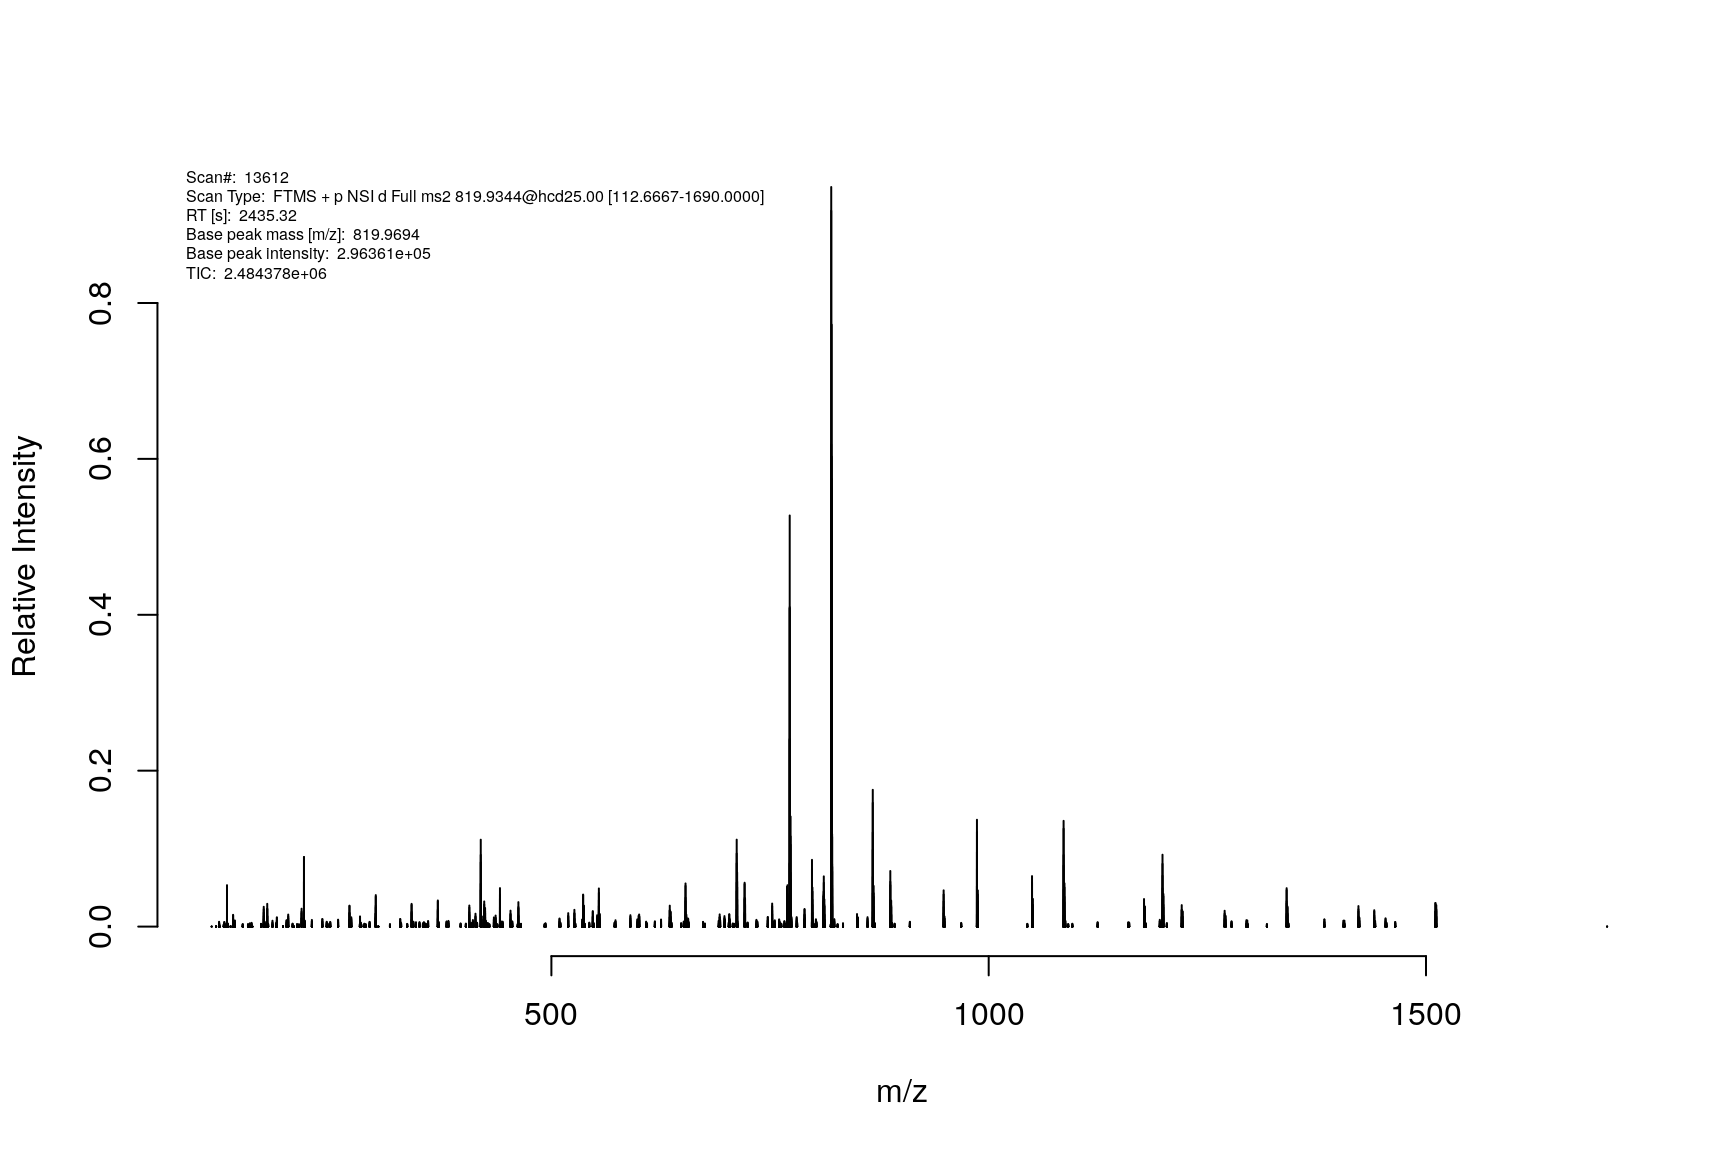 Scan#: 13612
Scan Type: FTMS + p NSI d Full ms2 819.9344@hcd25.00 [112.6667-1690.0000]
RT [s]: 2435.32
Base peak mass [m/z]: 819.9694
Base peak intensity: 2.96361e+05
TIC: 2.484378e+06
0.8
0.6
0.4
0.2
0.0
Relative Intensity
500 1000 1500
m/z